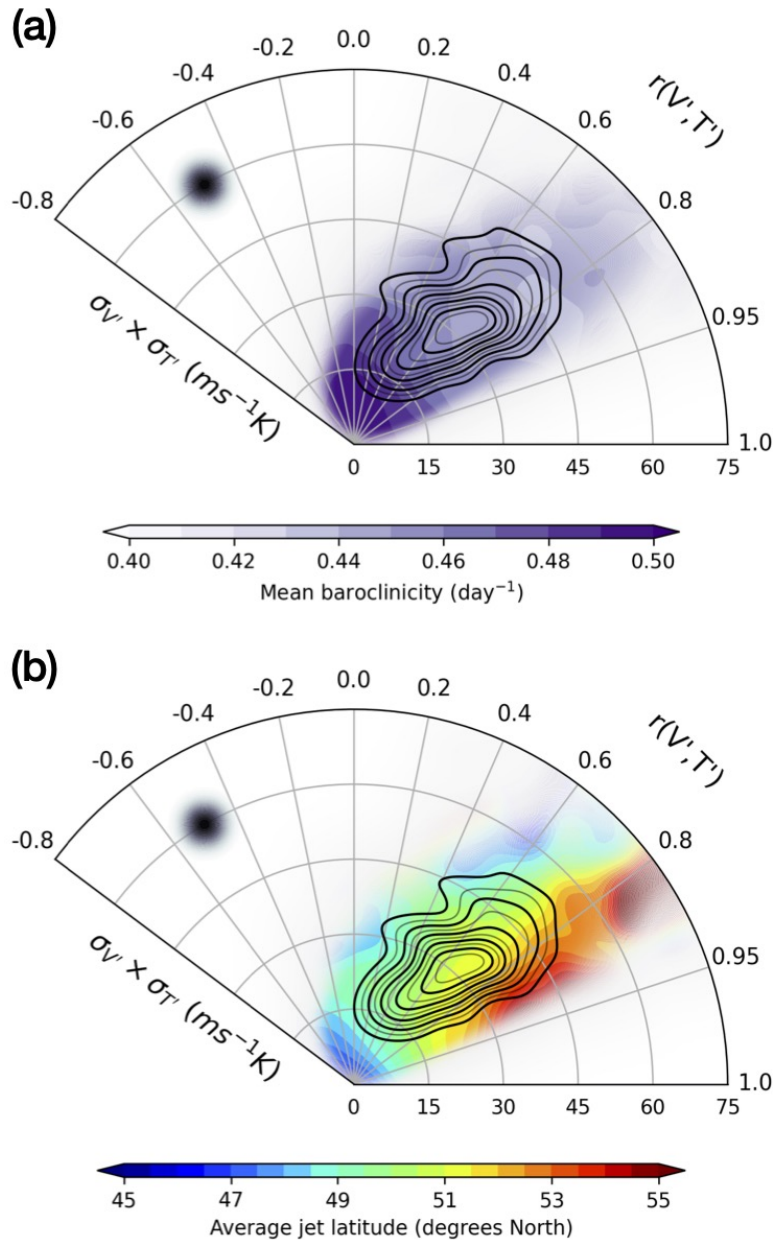 (a)
-0.8
-0.6
-0.4
-0.2
0.0
0.2
0.4
0.6
0.8
0.95
1.0
r(V',T')
σV' × σT' (ms⁻¹K)
0 15 30 45 60 75
0.40 0.42 0.44 0.46 0.48 0.50
Mean baroclinicity (day⁻¹)
(b)
-0.8
-0.6
-0.4
-0.2
0.0
0.2
0.4
0.6
0.8
0.95
1.0
r(V',T')
σV' × σT' (ms⁻¹K)
0 15 30 45 60 75
45 47 49 51 53 55
Average jet latitude (degrees North)